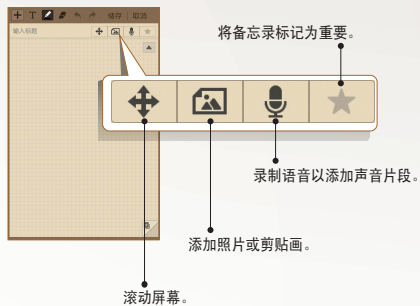 T 储存 取消
输入标题
将备忘录标记为重要。
录制语音以添加声音片段。
添加照片或剪贴画。
滚动屏幕。